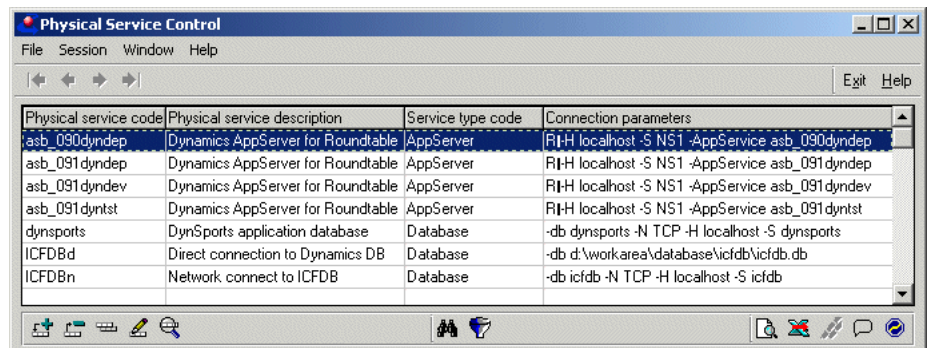 Physical Service Control
File Session Window Help
Exit Help
Physical service code Physical service description Service type code Connection parameters
asb_090dyndep Dynamics AppServer for Roundtable AppServer -H localhost -S NS1 -AppService asb_090dyndep
asb_091dyndep Dynamics AppServer for Roundtable AppServer -H localhost -S NS1 -AppService asb_091dyndep
asb_091dyndev Dynamics AppServer for Roundtable AppServer -H localhost -S NS1 -AppService asb_091dyndev
asb_091dyntst Dynamics AppServer for Roundtable AppServer -H localhost -S NS1 -AppService asb_091dyntst
dynsports DynSports application database Database -db dynsports -N TCP -H localhost -S dynsports
ICFDBd Direct connection to Dynamics DB Database -db d:\workarea\database\icfdb\icfdb.db
ICFDBn Network connect to ICFDB Database -db icfdb -N TCP -H localhost -S icfdb